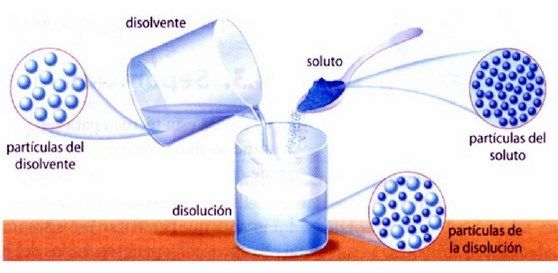 disolvente
soluto
partículas del
disolvente
partículas del
soluto
disolución
partículas de
la disolución